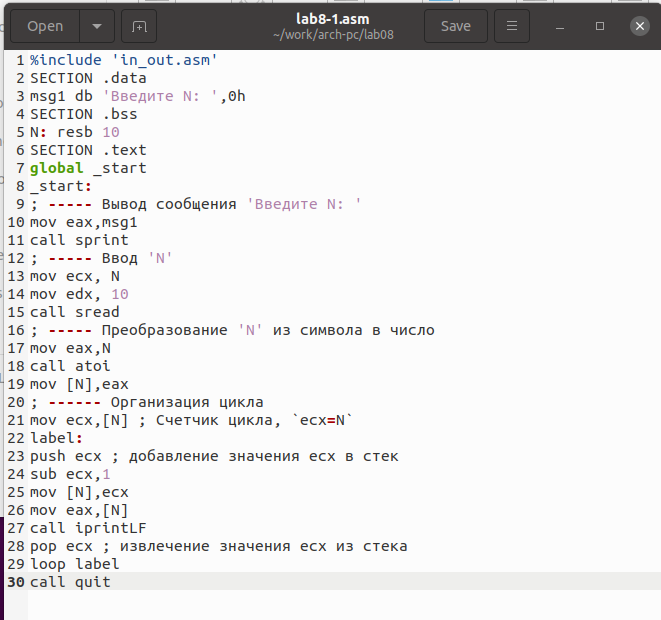 Open lab8-1.asm Save
~/work/arch-pc/lab08
1 %include 'in_out.asm'
2 SECTION .data
3 msg1 db 'Введите N: ',0h
4 SECTION .bss
5 N: resb 10
6 SECTION .text
7 global _start
8 _start:
9 ; ----- Вывод сообщения 'Введите N: '
10 mov eax,msg1
11 call sprint
12 ; ----- Ввод 'N'
13 mov ecx, N
14 mov edx, 10
15 call sread
16 ; ----- Преобразование 'N' из символа в число
17 mov eax,N
18 call atoi
19 mov [N],eax
20 ; ------ Организация цикла
21 mov ecx,[N] ; Счетчик цикла, `ecx=N`
22 label:
23 push ecx ; добавление значения ecx в стек
24 sub ecx,1
25 mov [N],ecx
26 mov eax,[N]
27 call iprintLF
28 pop ecx ; извлечение значения ecx из стека
29 loop label
30 call quit